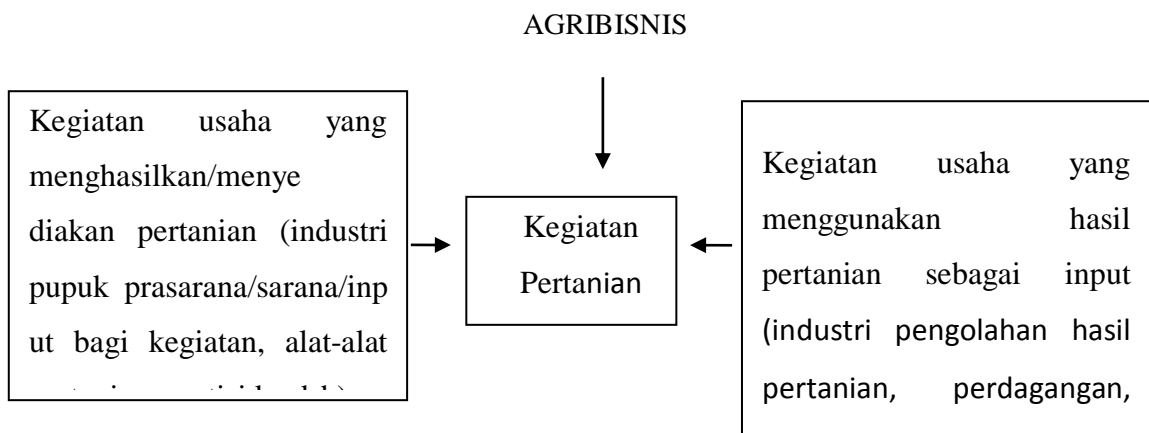 AGRIBISNIS
Kegiatan usaha yang
menghasilkan/menye
diakan pertanian (industri
pupuk prasarana/sarana/inp
ut bagi kegiatan, alat-alat
Kegiatan
Pertanian
Kegiatan usaha yang
menggunakan hasil
pertanian sebagai input
(industri pengolahan hasil
pertanian, perdagangan,